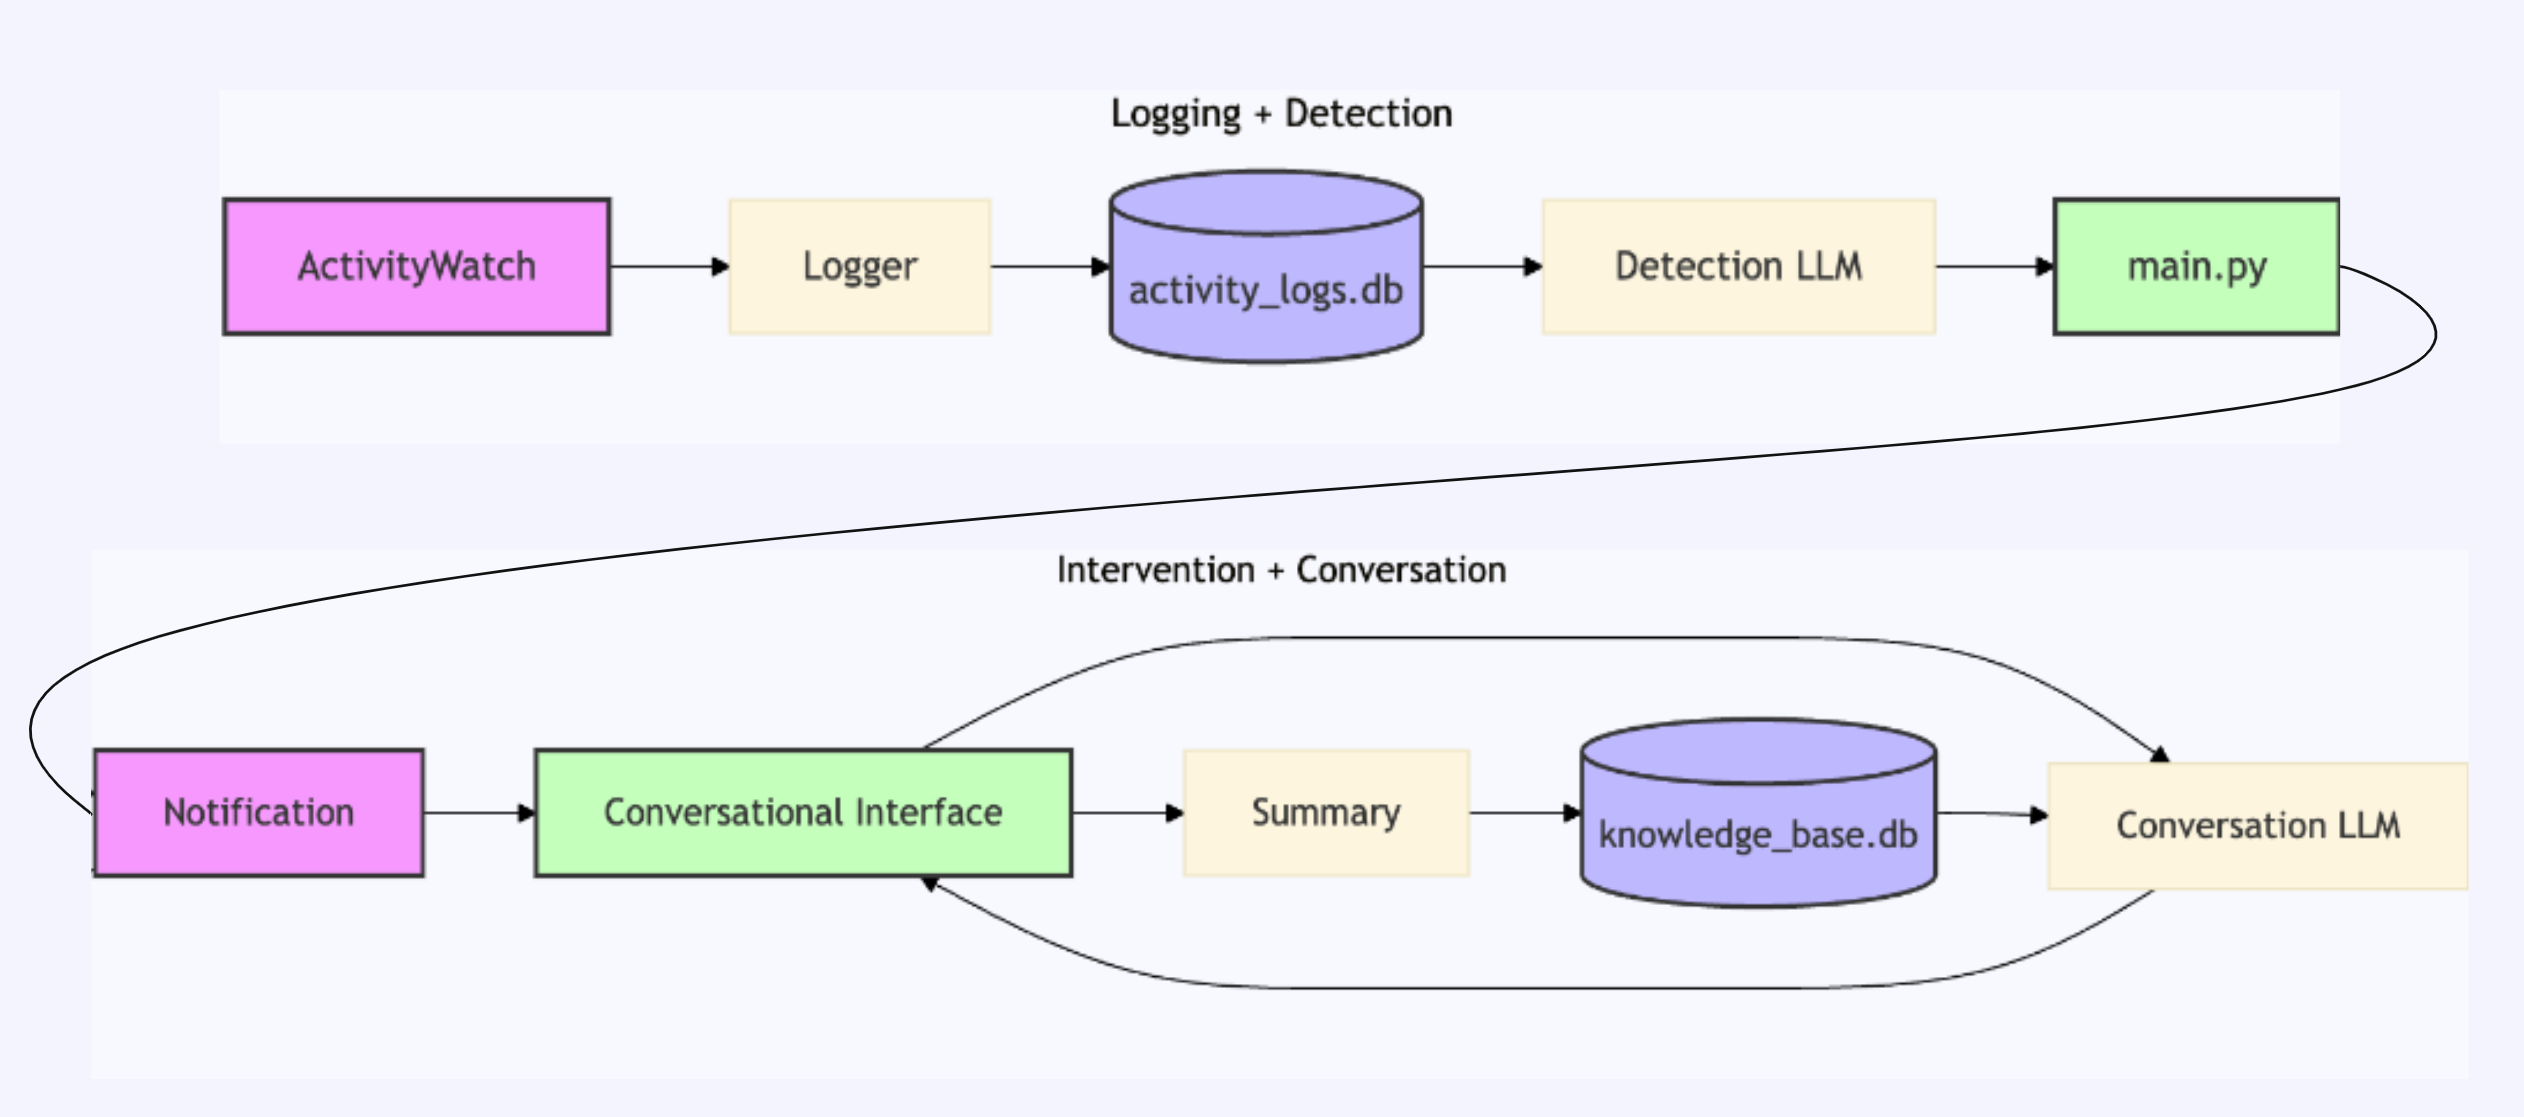 Logging + Detection
ActivityWatch
Logger
activity_logs.db
Detection LLM
main.py
Intervention + Conversation
Notification
Conversational Interface
Summary
knowledge_base.db
Conversation LLM